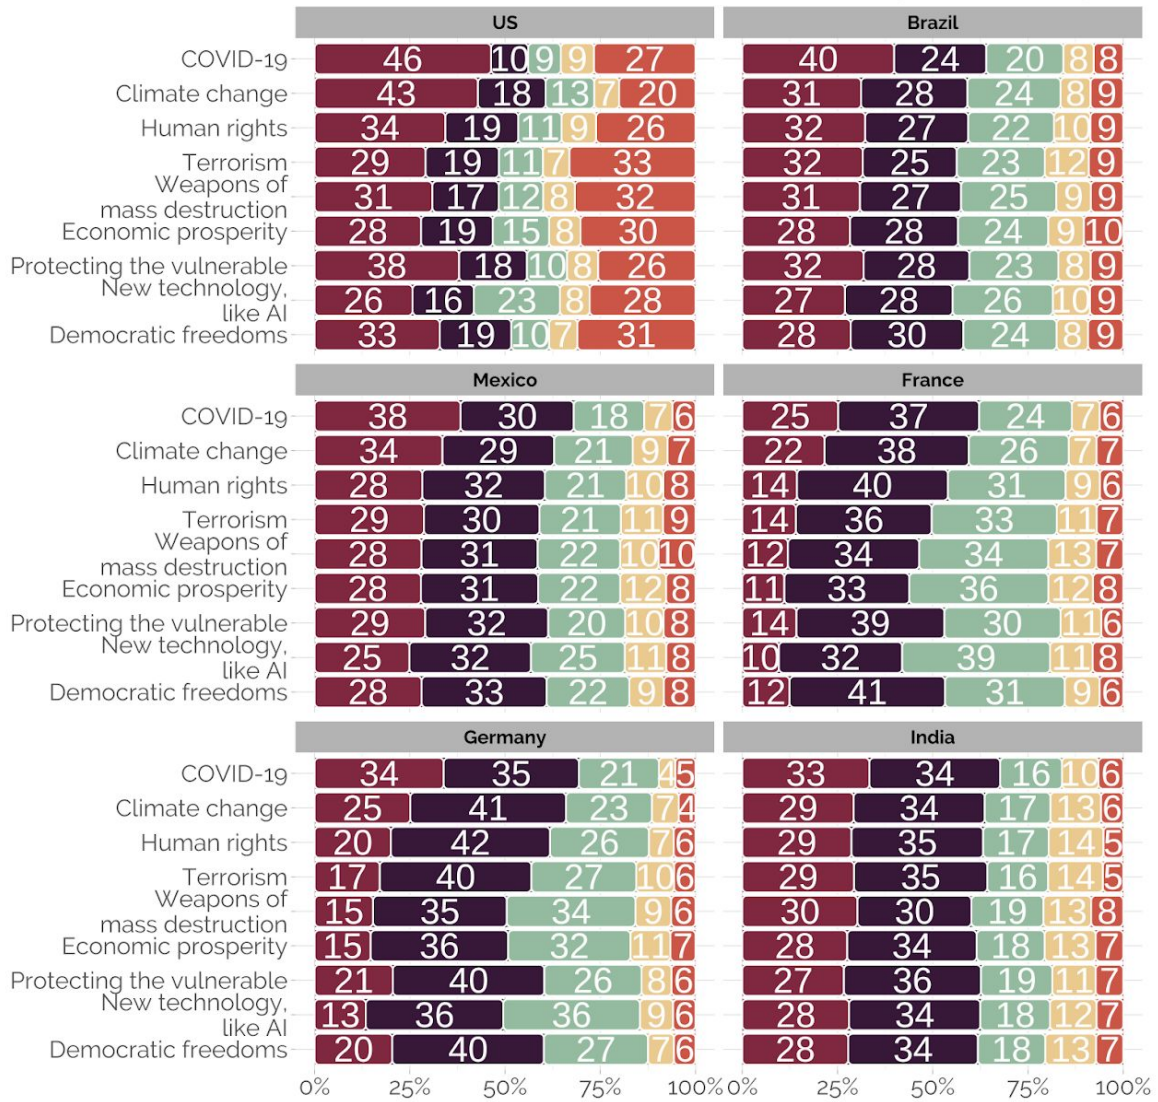 US
Brazil
COVID-19 46 10 9 9 27 40 24 20 8 8
Climate change 43 18 13 7 20 31 28 24 8 9
Human rights 34 19 11 9 26 32 27 22 10 9
Terrorism 29 19 11 7 33 32 25 23 12 9
Weapons of
mass destruction 31 17 12 8 32 31 27 25 9 9
Economic prosperity 28 19 15 8 30 28 28 24 9 10
Protecting the vulnerable 38 18 10 8 26 32 28 23 8 9
New technology,
like AI 26 16 23 8 28 27 28 26 10 9
Democratic freedoms 33 19 10 7 31 28 30 24 8 9
Mexico
France
COVID-19 38 30 18 7 6 25 37 24 7 6
Climate change 34 29 21 9 7 22 38 26 7 7
Human rights 28 32 21 10 8 14 40 31 9 6
Terrorism 29 30 21 11 9 14 36 33 11 7
Weapons of
mass destruction 28 31 22 10 10 12 34 34 13 7
Economic prosperity 28 31 22 12 8 11 33 36 12 8
Protecting the vulnerable 29 32 20 10 8 14 39 30 11 6
New technology,
like AI 25 32 25 11 8 10 32 39 11 8
Democratic freedoms 28 33 22 9 8 12 41 31 9 6
Germany
India
COVID-19 34 35 21 4 5 33 34 16 10 6
Climate change 25 41 23 7 4 29 34 17 13 6
Human rights 20 42 26 7 6 29 35 17 14 5
Terrorism 17 40 27 10 6 29 35 16 14 5
Weapons of
mass destruction 15 35 34 9 6 30 30 19 13 8
Economic prosperity 15 36 32 11 7 28 34 18 13 7
Protecting the vulnerable 21 40 26 8 6 27 36 19 11 7
New technology,
like AI 13 36 36 9 6 28 34 18 12 7
Democratic freedoms 20 40 27 7 6 28 34 18 13 7
0% 25% 50% 75% 100% 0% 25% 50% 75% 100%